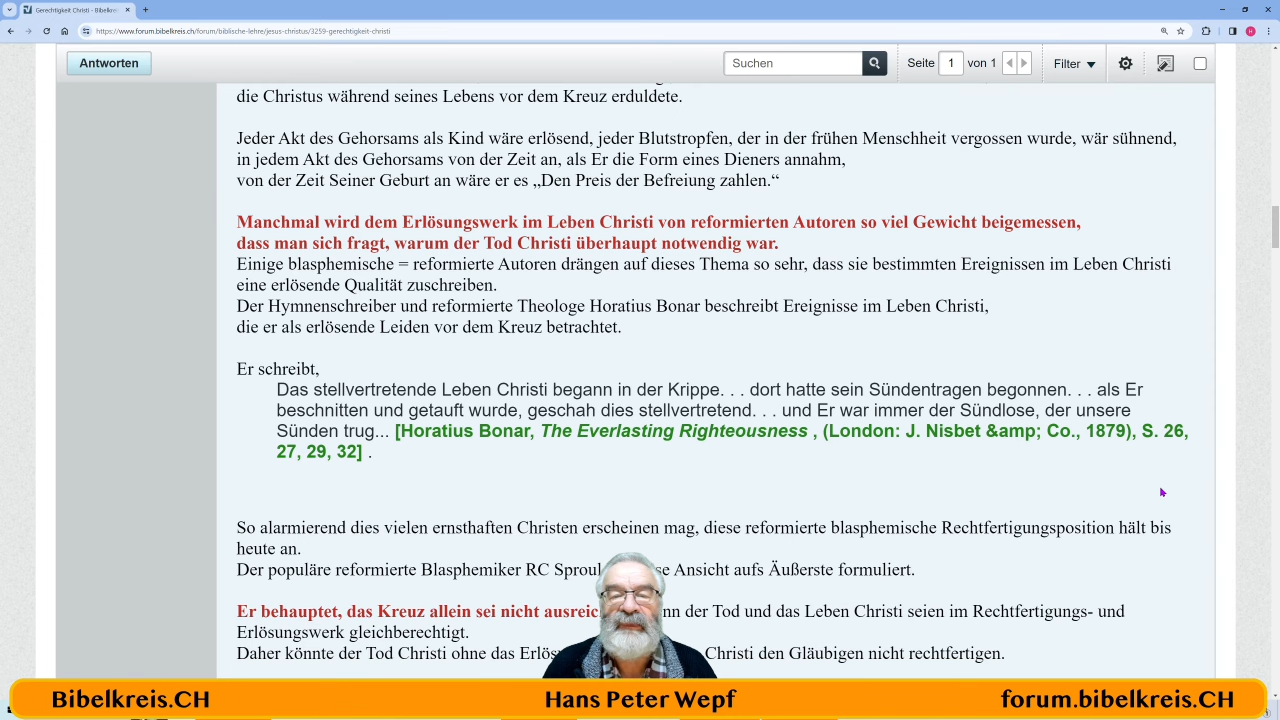 Gerechtigkeit Christi - Bibelkre
https://www.forum.bibelkreis.ch/forum/biblische-lehre/jesus-christus/3259-gerechtigkeit-christi
Antworten
Suchen
Seite 1 von 1
Filter
die Christus während seines Lebens vor dem Kreuz erduldete.
Jeder Akt des Gehorsams als Kind wäre erlösend, jeder Blutstropfen, der in der frühen Menschheit vergossen wurde, wär sühnend,
in jedem Akt des Gehorsams von der Zeit an, als Er die Form eines Dieners annahm,
von der Zeit Seiner Geburt an wäre er es „Den Preis der Befreiung zahlen.“
Manchmal wird dem Erlösungswerk im Leben Christi von reformierten Autoren so viel Gewicht beigemessen,
dass man sich fragt, warum der Tod Christi überhaupt notwendig war.
Einige blasphemische = reformierte Autoren drängen auf dieses Thema so sehr, dass sie bestimmten Ereignissen im Leben Christi
eine erlösende Qualität zuschreiben.
Der Hymnenschreiber und reformierte Theologe Horatius Bonar beschreibt Ereignisse im Leben Christi,
die er als erlösende Leiden vor dem Kreuz betrachtet.
Er schreibt,
Das stellvertretende Leben Christi begann in der Krippe. . . dort hatte sein Sündentragen begonnen. . . als Er
beschnitten und getauft wurde, geschah dies stellvertretend. . . und Er war immer der Sündlose, der unsere
Sünden trug... [Horatius Bonar, The Everlasting Righteousness , (London: J. Nisbet &amp; Co., 1879), S. 26,
27, 29, 32] .
So alarmierend dies vielen ernsthaften Christen erscheinen mag, diese reformierte blasphemische Rechtfertigungsposition hält bis
heute an.
Der populäre reformierte Blasphemiker RC Sproul se Ansicht aufs Äußerste formuliert.
Er behauptet, das Kreuz allein sei nicht ausreic nn der Tod und das Leben Christi seien im Rechtfertigungs- und
Erlösungswerk gleichberechtigt.
Daher könnte der Tod Christi ohne das Erlös Christi den Gläubigen nicht rechtfertigen.
Bibelkreis.CH
Hans Peter Wepf
forum.bibelkreis.CH